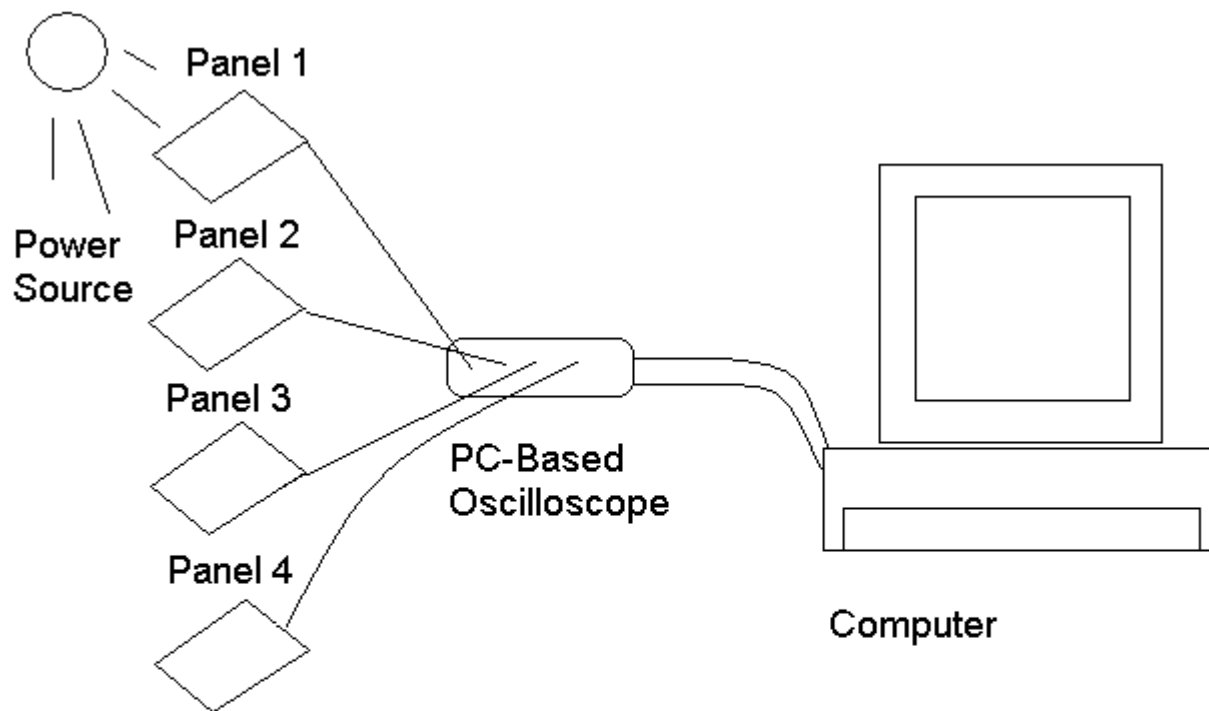 Panel 1
Panel 2
Power
Source
Panel 3
PC-Based
Oscilloscope
Panel 4
Computer